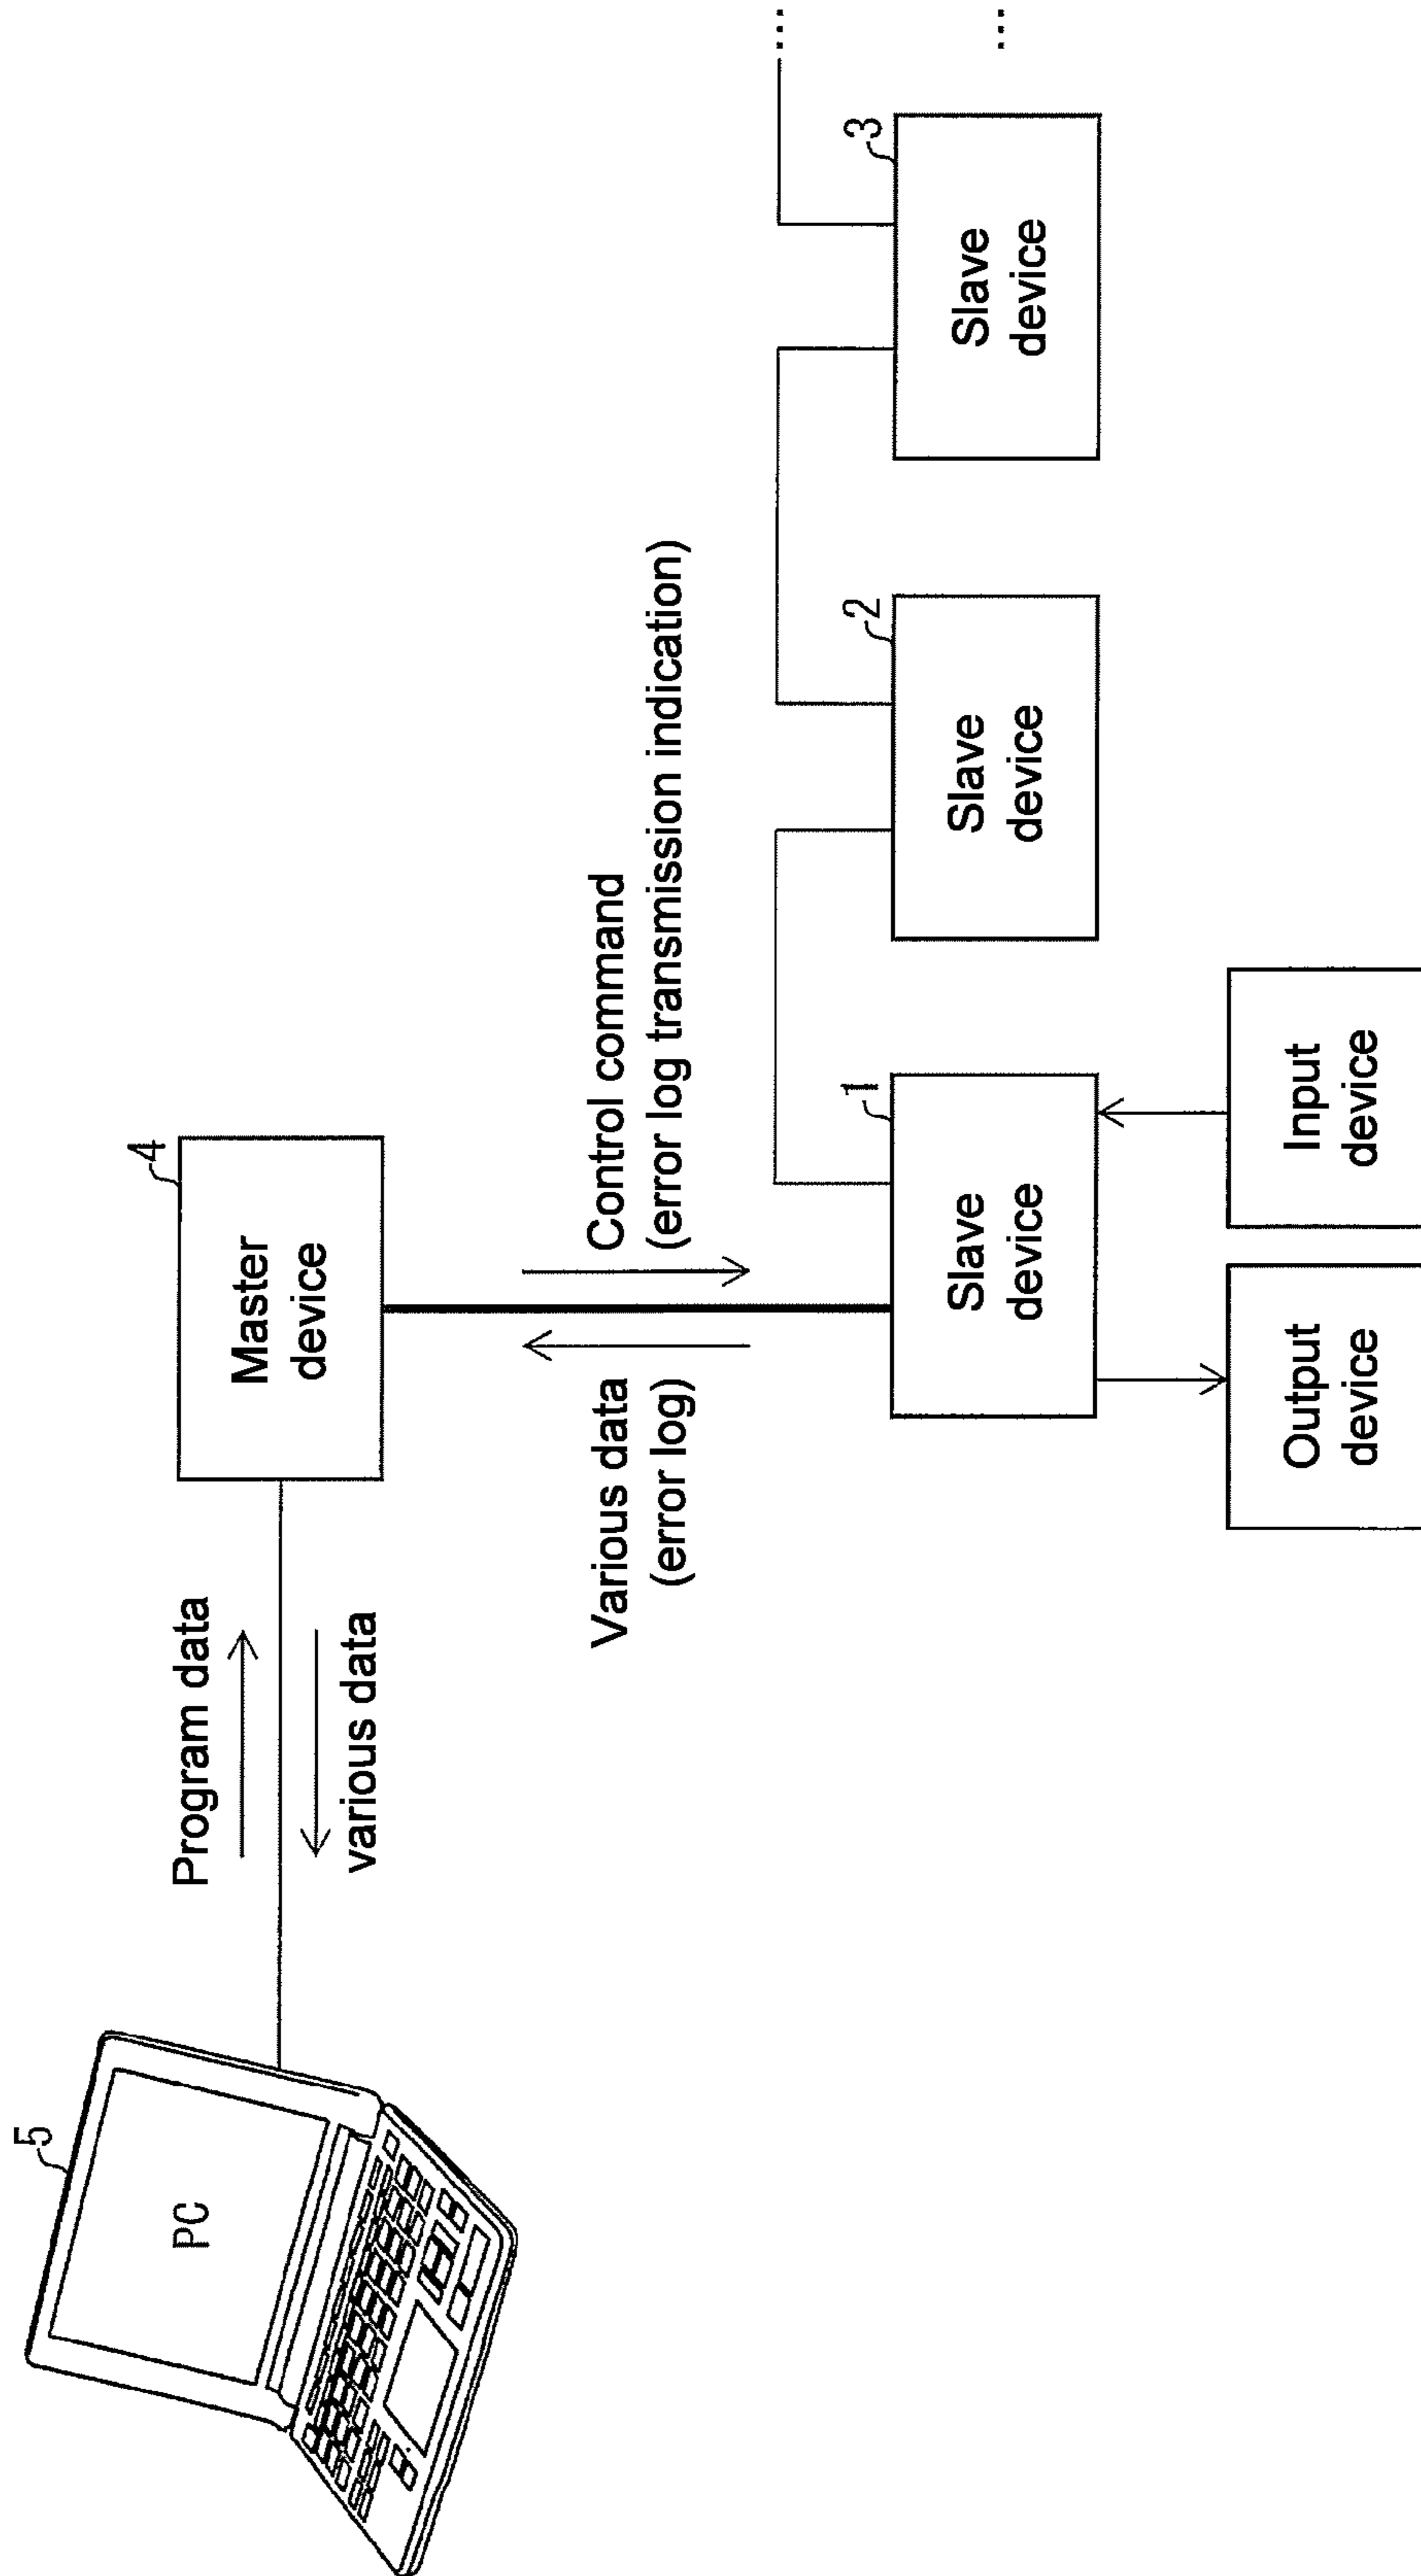 5
PC
Program data
various data
4
Master
device
Control command
(error log transmission indication)
Various data
(error log)
1
Slave
device
2
Slave
device
3
Slave
device
...
...
Output
device
Input
device